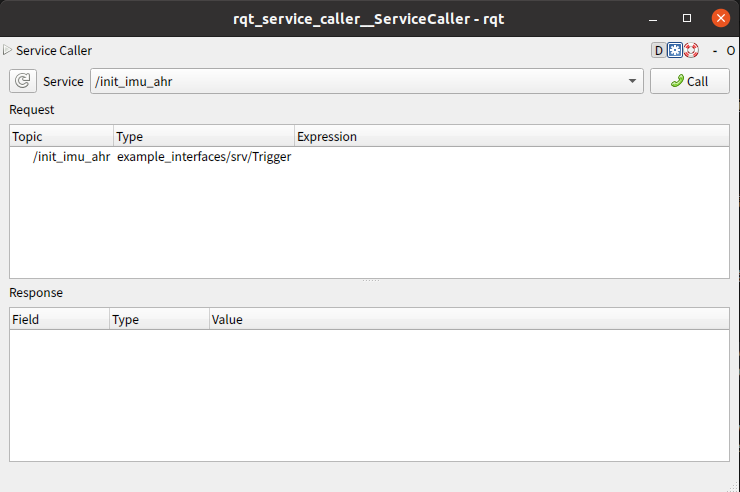 rqt_service_caller__ServiceCaller - rqt
Service Caller D - O
Service /init_imu_ahr Call
Request
Topic Type Expression
/init_imu_ahr example_interfaces/srv/Trigger
Response
Field Type Value